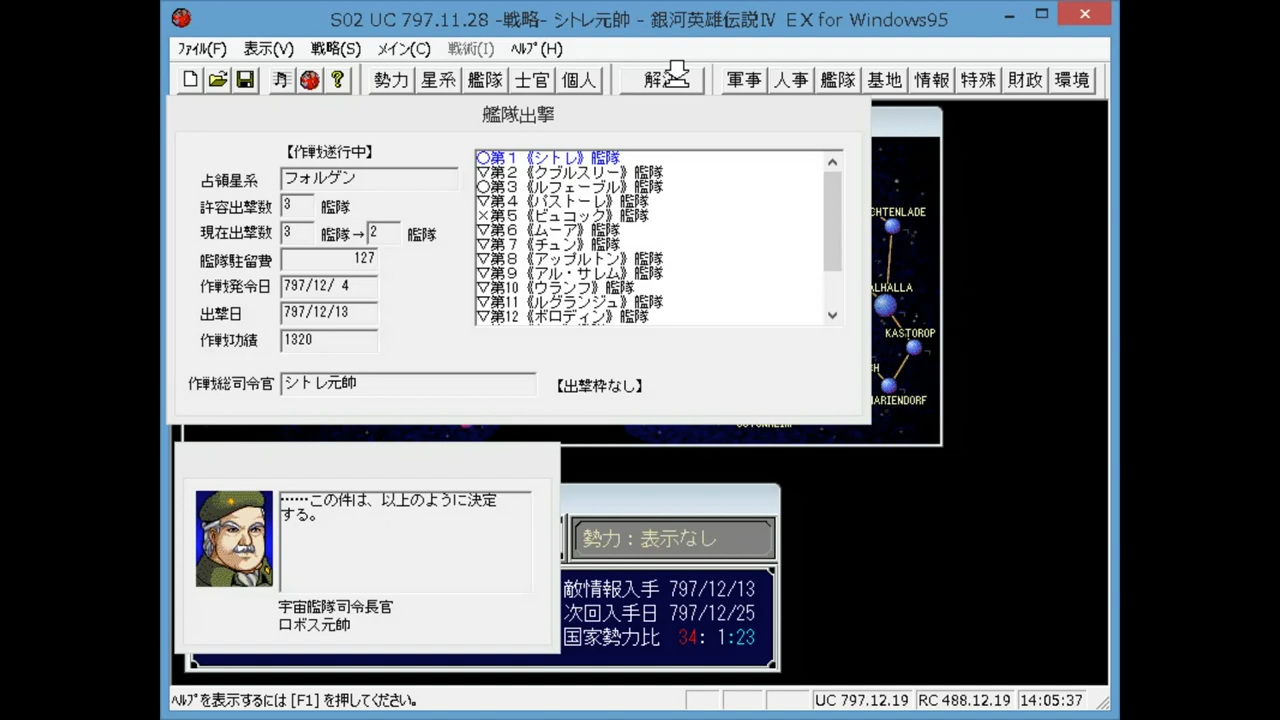 S02 UC 797.11.28 -戦略- シトレ元帥 - 銀河英雄伝説Ⅳ EX for Windows95
ﾌｧｲﾙ(F) 表示(V) 戦略(S) メイン(C) 戦術(I) ﾍﾙﾌﾟ(H)
勢力 星系 艦隊 士官 個人 軍事 人事 艦隊 基地 情報 特殊 財政 環境
艦隊出撃
【作戦遂行中】
占領星系 フォルゲン
許容出撃数 3 艦隊
現在出撃数 3 艦隊→2 艦隊
艦隊駐留費 127
作戦発令日 797/12/ 4
出撃日 797/12/13
作戦功績 1320
作戦総司令官 シトレ元帥 【出撃枠なし】
○第１《シトレ》艦隊
▽第２《クブルスリー》艦隊
○第３《ルフェーブル》艦隊
▽第４《パストーレ》艦隊
×第５《ビュコック》艦隊
▽第６《ムーア》艦隊
▽第７《チュン》艦隊
▽第８《アップルトン》艦隊
▽第９《アル・サレム》艦隊
▽第10《ウランフ》艦隊
▽第11《ルグランジュ》艦隊
▽第12《ボロディン》艦隊
KASTOROP
……この件は、以上のように決定
する。
宇宙艦隊司令長官
ロボス元帥
勢力：表示なし
敵情報入手 797/12/13
次回入手日 797/12/25
国家勢力比 34: 1:23
ﾍﾙﾌﾟを表示するには [F1] を押してください。
UC 797.12.19 RC 488.12.19 14:05:37